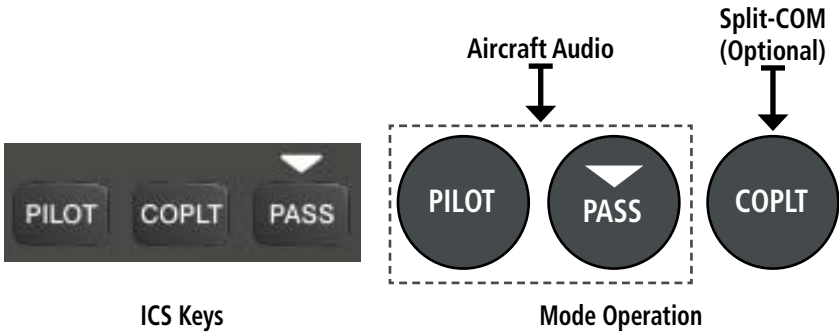 Split-COM
(Optional)
Aircraft Audio
PILOT COPLT PASS
PILOT PASS COPLT
ICS Keys
Mode Operation